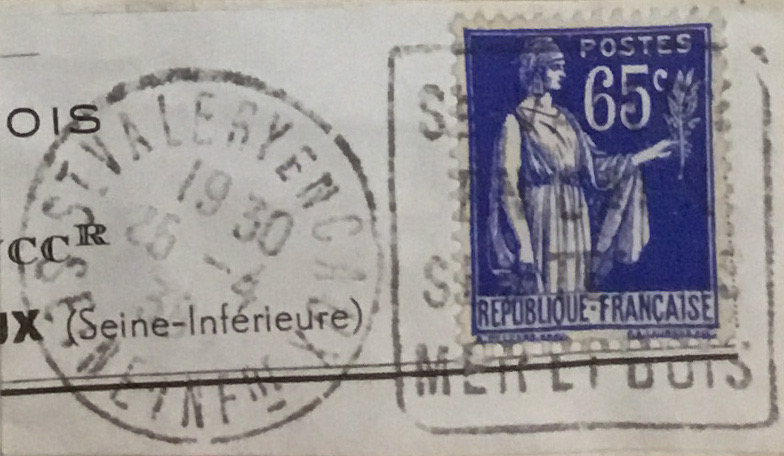 OIS
CCR
UX (Seine-Inférieure)
ST VALERY EN CAUX
19 30
26 -4
SEINE INFRE
POSTES
65c
REPUBLIQUE-FRANÇAISE
MER ET BOIS